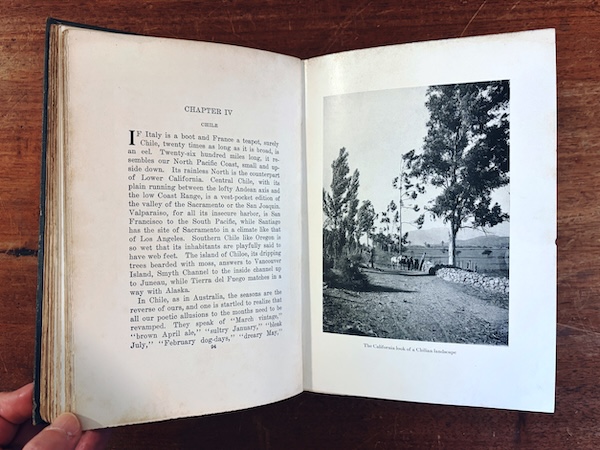 CHAPTER IV
CHILE
IF Italy is a boot and France a teapet, surely
Chile, twenty times as long as it is broad, is
an eel. Twenty-six hundred miles long, it re-
sembles our North Pacific Coast, small and up-
side down. Its rainless North is the counterpart
of Lower California. Central Chile, with its
plain running between the lofty Andean axis and
the low Coast Range, is a vest-pocket edition of
the valley of the Sacramento or the San Joaquin.
Valparaiso, for all its insecure harbor, is San
Francisco to the South Pacific, while Santiago
has the site of Sacramento in a climate like that
of Los Angeles. Southern Chile like Oregon is
so wet that its inhabitants are playfully said to
have web feet. The island of Chiloe, its dripping
trees bearded with moss, answers to Vancouver
Island, Smyth Channel to the inside channel up
to Juneau, while Tierra del Fuego matches in a
way with Alaska.
In Chile, as in Australia, the seasons are the
reverse of ours, and one is startled to realize that
all our poetic allusions to the months need to be
revamped. They speak of "March vintage,"
"brown April ale," "sultry January," "bleak
July," "February dog-days," "dreary May,"
94
The California look of a Chilian landscape